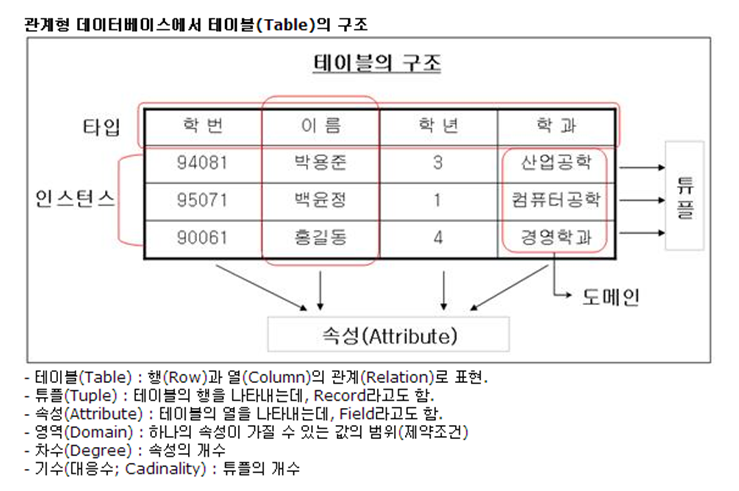 관계형 데이터베이스에서 테이블(Table)의 구조
테이블의 구조
타입
학 번 이 름 학 년 학 과
94081 박용준 3 산업공학
인스턴스 95071 백윤정 1 컴퓨터공학
90061 홍길동 4 경영학과
튜플
도메인
속성(Attribute)
- 테이블(Table) : 행(Row)과 열(Column)의 관계(Relation)로 표현.
- 튜플(Tuple) : 테이블의 행을 나타내는데, Record라고도 함.
- 속성(Attribute) : 테이블의 열을 나타내는데, Field라고도 함.
- 영역(Domain) : 하나의 속성이 가질 수 있는 값의 범위(제약조건)
- 차수(Degree) : 속성의 개수
- 기수(대응수; Cadinality) : 튜플의 개수